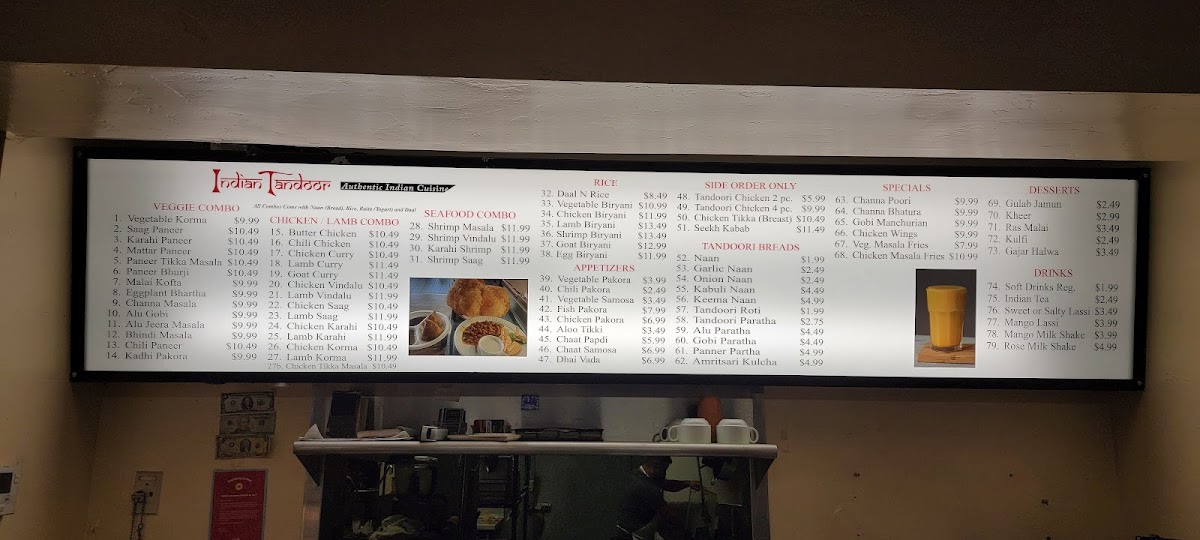 Indian Tandoor Authentic Indian Cuisine
All Combos Come with Naan (Bread), Rice, Raita (Yogurt) and Daal
VEGGIE COMBO
1. Vegetable Korma $9.99
2. Saag Paneer $10.49
3. Karahi Paneer $10.49
4. Mattar Paneer $10.49
5. Paneer Tikka Masala $10.49
6. Paneer Bhurji $10.49
7. Malai Kofta $9.99
8. Eggplant Bhartha $9.99
9. Channa Masala $9.99
10. Alu Gobi $9.99
11. Alu Jeera Masala $9.99
12. Bhindi Masala $9.99
13. Chili Paneer $10.49
14. Kadhi Pakora $9.99
CHICKEN / LAMB COMBO
15. Butter Chicken $10.49
16. Chili Chicken $10.49
17. Chicken Curry $10.49
18. Lamb Curry $11.49
19. Goat Curry $11.49
20. Chicken Vindalu $10.49
21. Lamb Vindalu $11.99
22. Chicken Saag $10.49
23. Lamb Saag $11.99
24. Chicken Karahi $10.49
25. Lamb Karahi $11.99
26. Chicken Korma $10.49
27. Lamb Korma $11.99
27b. Chicken Tikka Masala $10.49
SEAFOOD COMBO
28. Shrimp Masala $11.99
29. Shrimp Vindalu $11.99
30. Karahi Shrimp $11.99
31. Shrimp Saag $11.99
RICE
32. Daal N Rice $8.49
33. Vegetable Biryani $10.99
34. Chicken Biryani $11.99
35. Lamb Biryani $13.49
36. Shrimp Biryani $13.49
37. Goat Biryani $12.99
38. Egg Biryani $11.99
APPETIZERS
39. Vegetable Pakora $3.99
40. Chili Pakora $2.49
41. Vegetable Samosa $3.49
42. Fish Pakora $7.99
43. Chicken Pakora $6.99
44. Aloo Tikki $3.49
45. Chaat Papdi $5.99
46. Chaat Samosa $6.99
47. Dhai Vada $6.99
SIDE ORDER ONLY
48. Tandoori Chicken 2 pc. $5.99
49. Tandoori Chicken 4 pc. $9.99
50. Chicken Tikka (Breast) $10.49
51. Seekh Kabab $11.49
TANDOORI BREADS
52. Naan $1.99
53. Garlic Naan $2.49
54. Onion Naan $2.49
55. Kabuli Naan $4.49
56. Keema Naan $4.99
57. Tandoori Roti $1.99
58. Tandoori Paratha $2.75
59. Alu Paratha $4.49
60. Gobi Paratha $4.49
61. Panner Partha $4.99
62. Amritsari Kulcha $4.99
SPECIALS
63. Channa Poori $9.99
64. Channa Bhatura $9.99
65. Gobi Manchurian $9.99
66. Chicken Wings $9.99
67. Veg. Masala Fries $7.99
68. Chicken Masala Fries $10.99
DESSERTS
69. Gulab Jamun $2.49
70. Kheer $2.99
71. Ras Malai $3.49
72. Kulfi $2.49
73. Gajar Halwa $3.49
DRINKS
74. Soft Drinks Reg. $1.99
75. Indian Tea $2.49
76. Sweet or Salty Lassi $3.49
77. Mango Lassi $3.99
78. Mango Milk Shake $3.99
79. Rose Milk Shake $4.99